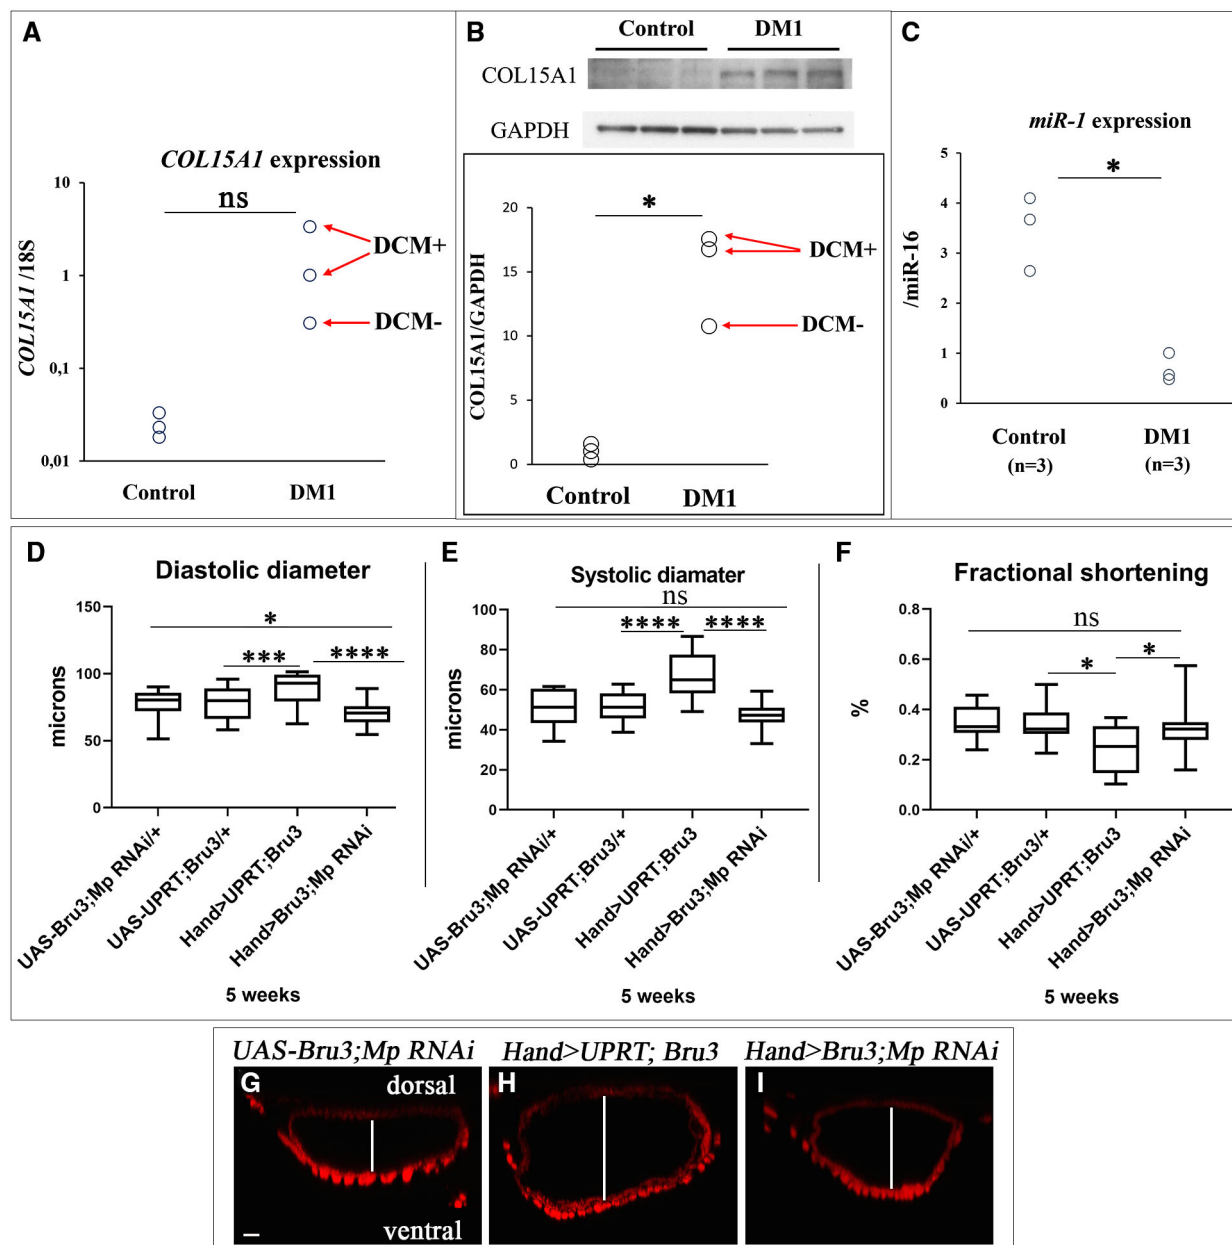 A
COL15A1 expression
10
1
0,1
0,01
COL15A1 /18S
ns
DCM+
DCM-
Control
DM1
B
Control
DM1
COL15A1
GAPDH
20
15
10
5
0
COL15A1/GAPDH
*
DCM+
DCM-
Control
DM1
C
miR-1 expression
5
4
3
2
1
0
/miR-16
*
Control
(n=3)
DM1
(n=3)
D
Diastolic diameter
150
100
50
0
microns
*
***
****
UAS-Bru3;Mp RNAi/+
UAS-UPRT;Bru3/+
Hand>UPRT;Bru3
Hand>Bru3;Mp RNAi
5 weeks
E
Systolic diamater
100
80
60
40
20
0
microns
ns
****
****
UAS-Bru3;Mp RNAi/+
UAS-UPRT;Bru3/+
Hand>UPRT;Bru3
Hand>Bru3;Mp RNAi
5 weeks
F
Fractional shortening
0.8
0.6
0.4
0.2
0.0
%
ns
*
*
UAS-Bru3;Mp RNAi/+
UAS-UPRT;Bru3/+
Hand>UPRT;Bru3
Hand>Bru3;Mp RNAi
5 weeks
UAS-Bru3;Mp RNAi
G
dorsal
ventral
Hand>UPRT; Bru3
H
Hand>Bru3;Mp RNAi
I